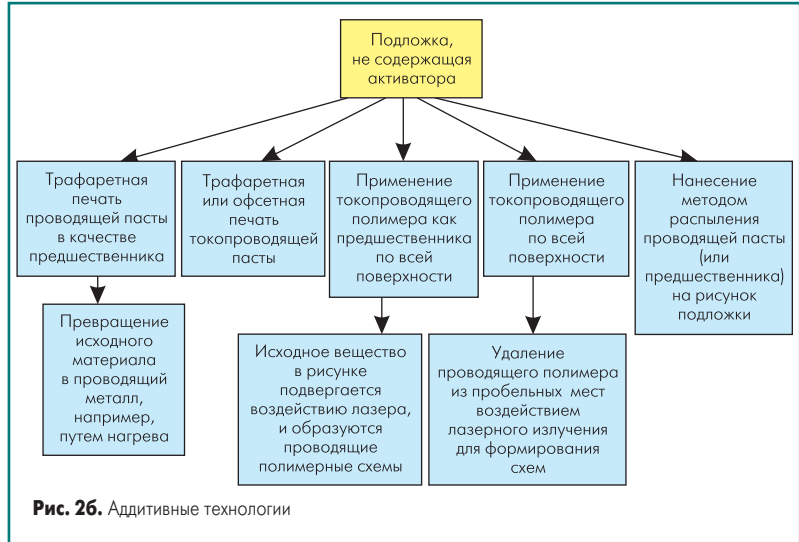 Подложка,
не содержащая
активатора
Трафаретная
печать
проводящей пасты
в качестве
предшественника
Трафаретная
или офсетная
печать
токопроводящей
пасты
Применение
токопроводящего
полимера как
предшественника
по всей
поверхности
Применение
токопроводящего
полимера
по всей
поверхности
Нанесение
методом
распыления
проводящей пасты
(или
предшественника)
на рисунок
подложки
Превращение
исходного
материала
в проводящий
металл,
например,
путем нагрева
Исходное вещество
в рисунке
подвергается
воздействию лазера,
и образуются
проводящие
полимерные схемы
Удаление
проводящего полимера
из пробельных мест
воздействием
лазерного излучения
для формирования
схем
Рис. 2б. Аддитивные технологии